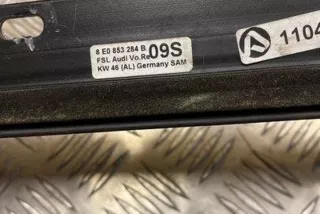 8 E0 853 284 B 09S
FSL Audi Vo.Re
KW 46 (AL) Germany SAM
1104